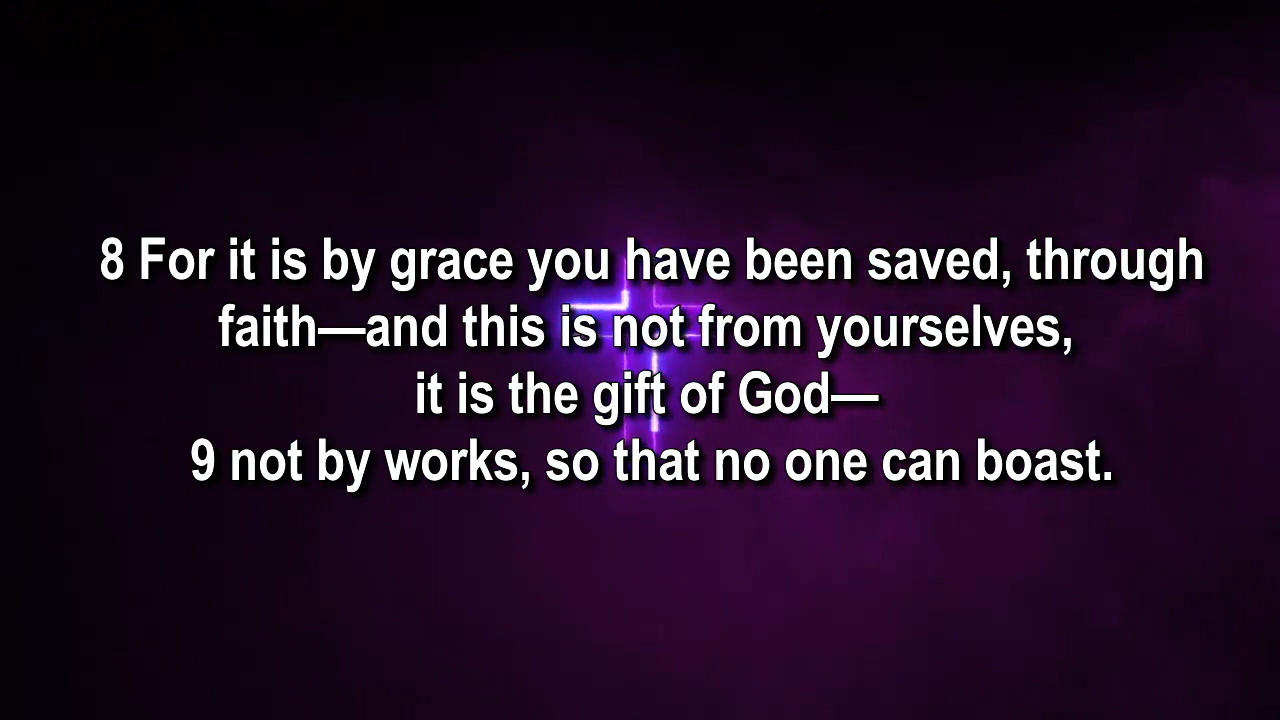 8 For it is by grace you have been saved, through
faith—and this is not from yourselves,
it is the gift of God—
9 not by works, so that no one can boast.